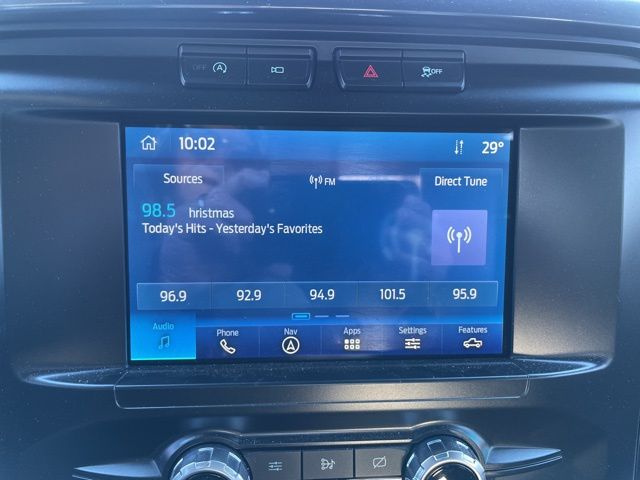 OFF A
OFF
10:02 29°
Sources FM Direct Tune
98.5 hristmas
Today's Hits - Yesterday's Favorites
96.9 92.9 94.9 101.5 95.9
Audio Phone Nav Apps Settings Features